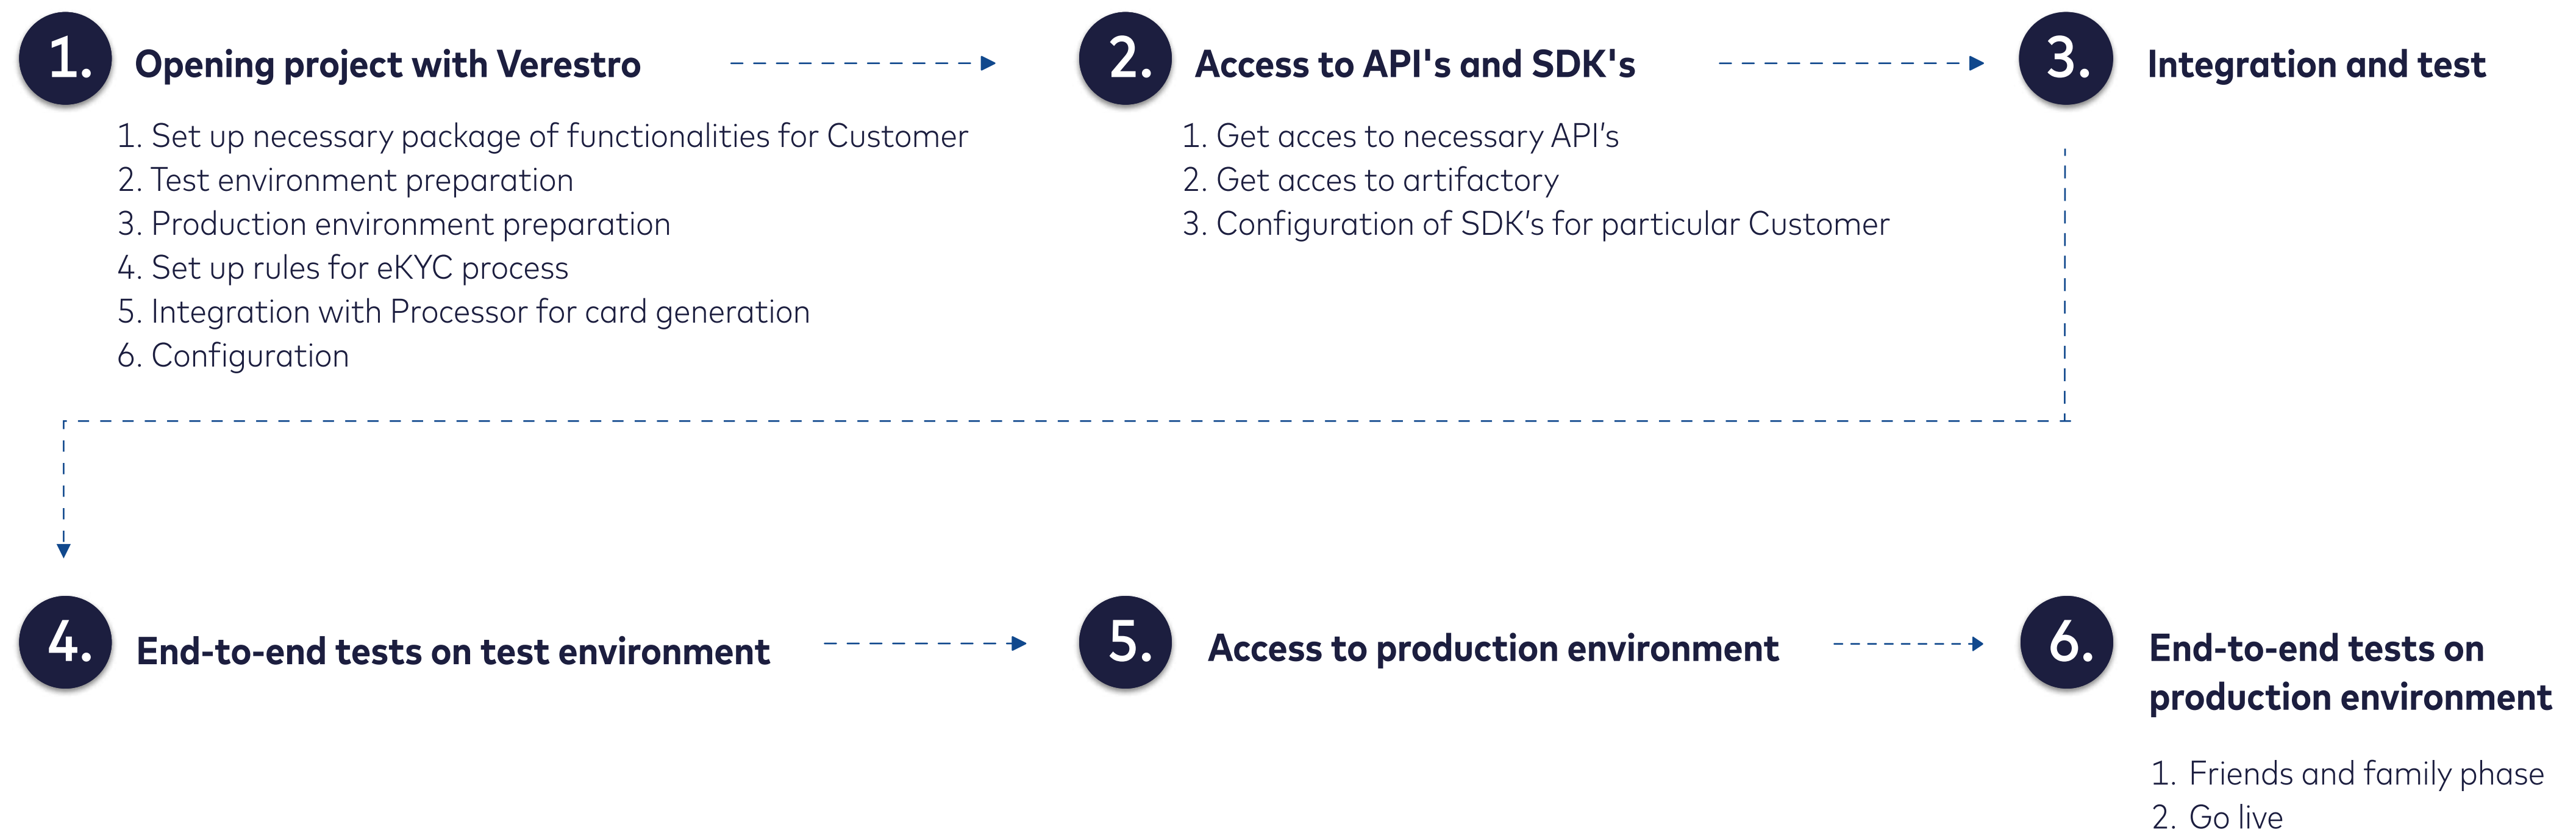 1. Opening project with Verestro
1. Set up necessary package of functionalities for Customer
2. Test environment preparation
3. Production environment preparation
4. Set up rules for eKYC process
5. Integration with Processor for card generation
6. Configuration
2. Access to API's and SDK's
1. Get acces to necessary API’s
2. Get acces to artifactory
3. Configuration of SDK’s for particular Customer
3. Integration and test
4. End-to-end tests on test environment
5. Access to production environment
6. End-to-end tests on
production environment
1. Friends and family phase
2. Go live